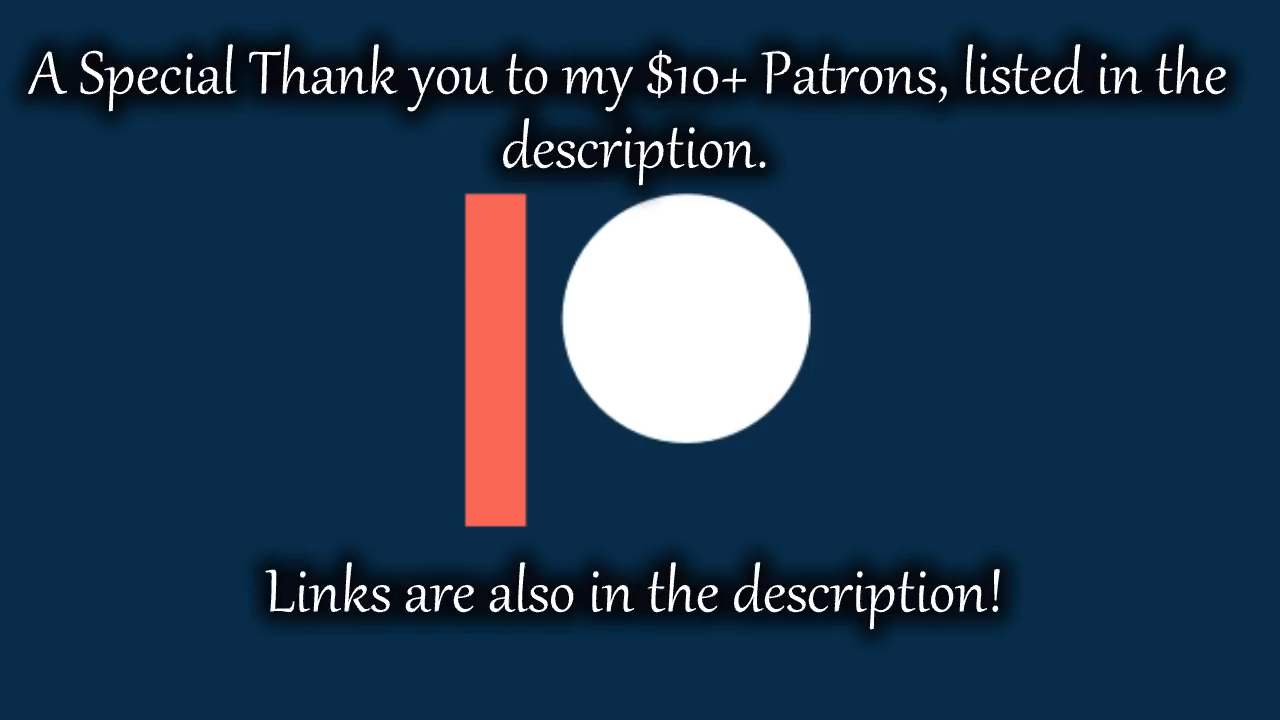 A Special Thank you to my $10+ Patrons, listed in the
description.
Links are also in the description!